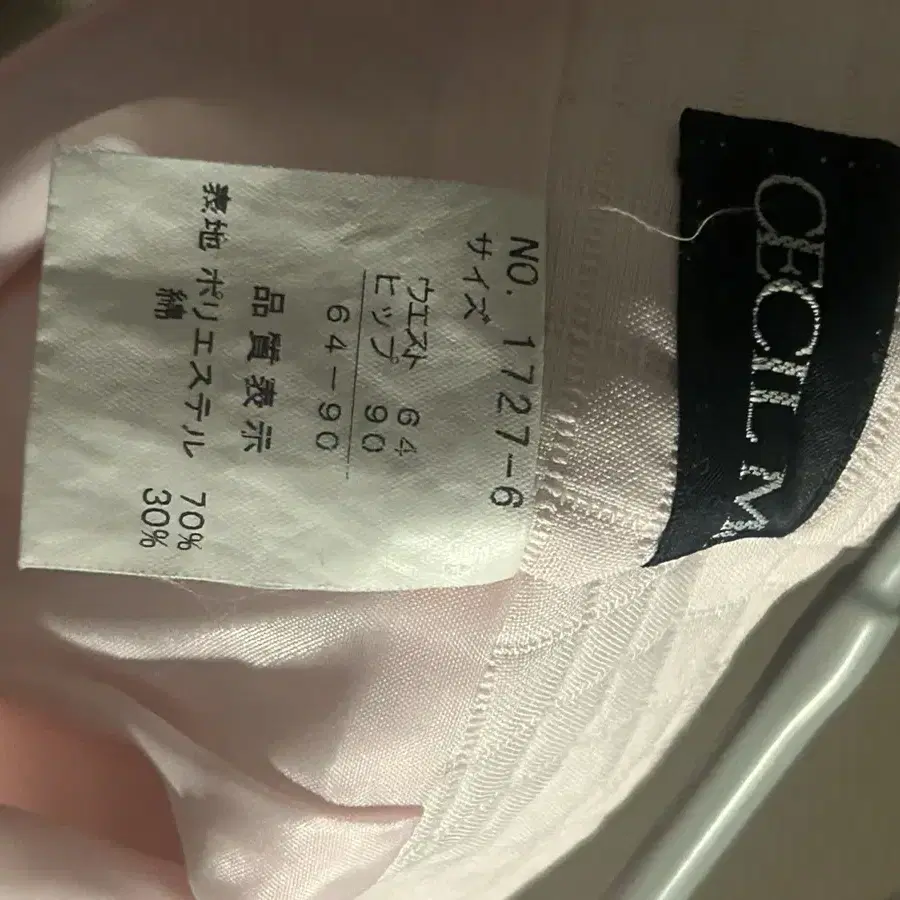 CECIL M
NO. 1727-6
サイズ
ウエスト 64
ヒップ 90
64-90
品質表示
表地 ポリエステル 70%
綿 30%